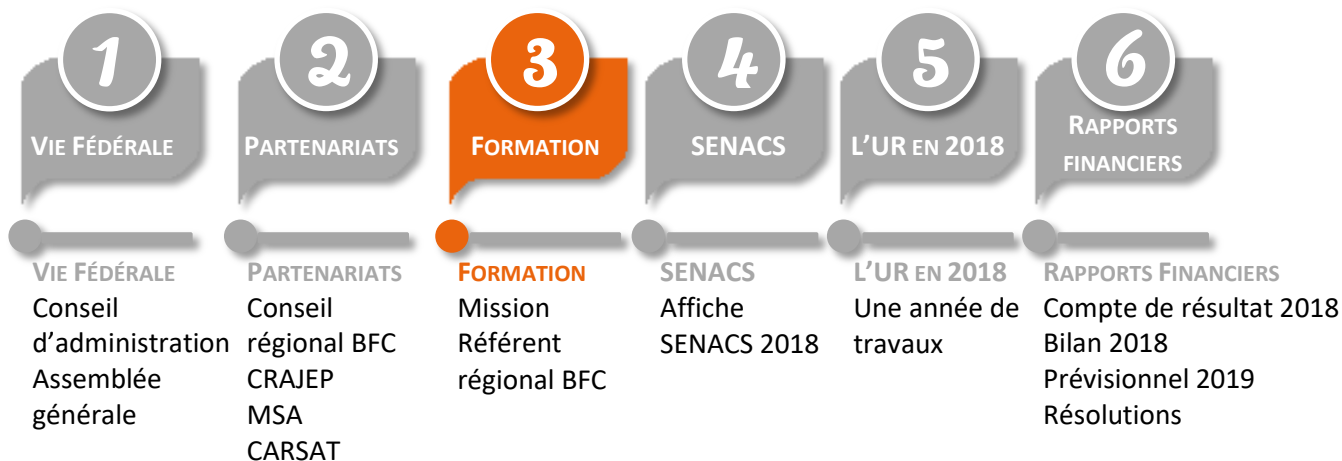 1
VIE FÉDÉRALE
2
PARTENARIATS
3
FORMATION
4
SENACS
5
L’UR EN 2018
6
RAPPORTS
FINANCIERS
VIE FÉDÉRALE
Conseil
d’administration
Assemblée
générale
PARTENARIATS
Conseil
régional BFC
CRAJEP
MSA
CARSAT
FORMATION
Mission
Référent
régional BFC
SENACS
Affiche
SENACS 2018
L’UR EN 2018
Une année de
travaux
RAPPORTS FINANCIERS
Compte de résultat 2018
Bilan 2018
Prévisionnel 2019
Résolutions